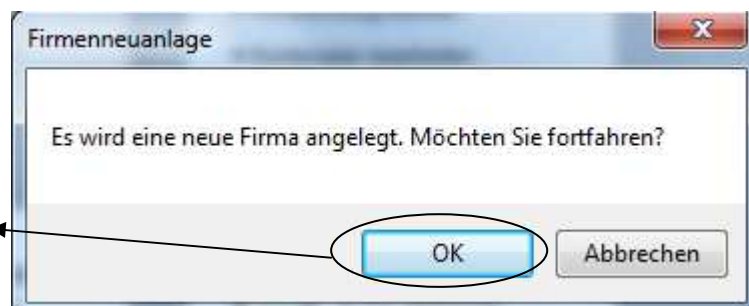 Firmenneuanlage
Es wird eine neue Firma angelegt. Möchten Sie fortfahren?
OK
Abbrechen